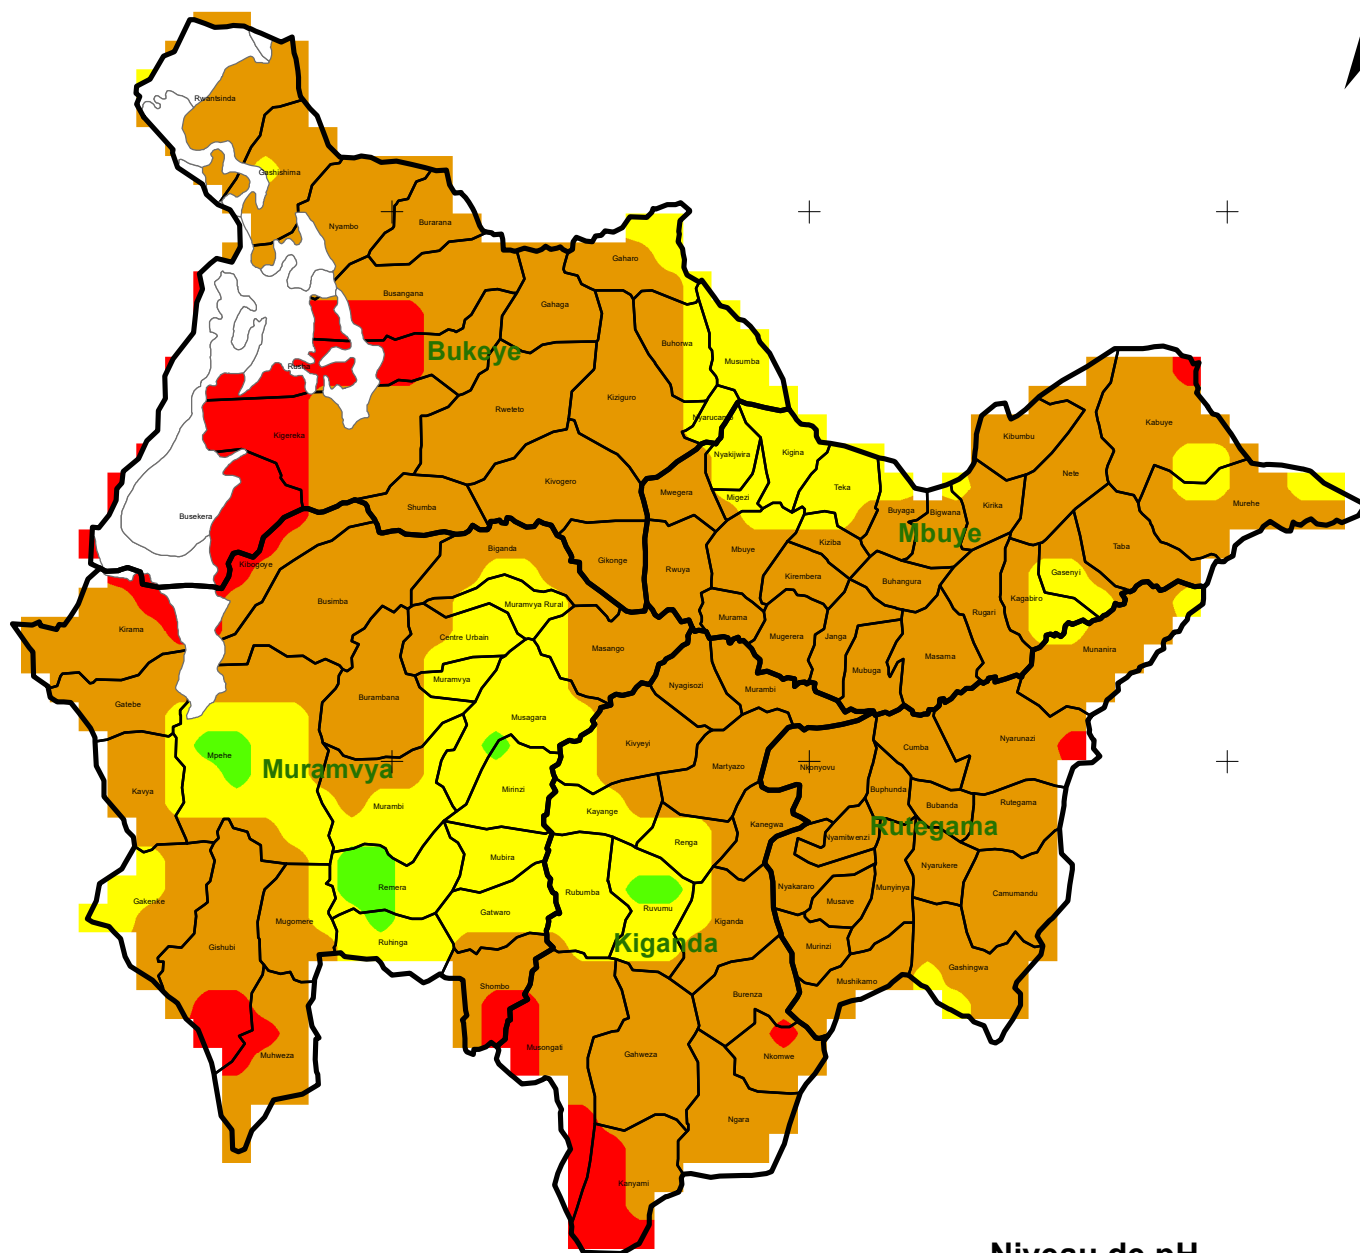 Rwantsinda
Gashishima
Nyambo
Burarana
Gaharo
Busangana
Gahaga
Bukeye
Buhorwa
Musumba
Rusha
Kiziguro
Rweteto
Nyarucamo
Kigereka
Kibumbu
Kabuye
Nyakijwira
Kigina
Nete
Kivogero
Teka
Mwegera
Migezi
Murehe
Shumba
Busekera
Buyaga
Bigwana
Kirika
Mbuye
Biganda
Mbuye
Kiziba
Taba
Gikonge
Kibogoye
Rwuya
Kirembera
Buhangura
Gasenyi
Busimba
Muramvya Rural
Kagabiro
Rugari
Kirama
Centre Urbain
Murama
Mugerera
Janga
Masango
Munanira
Masama
Mubuga
Muramvya
Nyagisozi
Murambi
Burambana
Gatebe
Musagara
Nyarunazi
Kivyeyi
Cumba
Mpehe
Muramvya
Martyazo
Nkonyovu
Kavya
Mirinzi
Buphunda
Murambi
Bubanda
Rutegama
Kayange
Kanegwa
Rutegama
Nyamitwenzi
Renga
Mubira
Nyarukere
Remera
Rubumba
Nyakararo
Munyinya
Camumandu
Gakenke
Musave
Ruvumu
Gatwaro
Mugomere
Kiganda
Ruhinga
Kiganda
Gishubi
Murinzi
Gashingwa
Mushikamo
Shombo
Burenza
Musongati
Muhweza
Gahweza
Nkomwe
Ngara
Kanyami
Niveau de pH